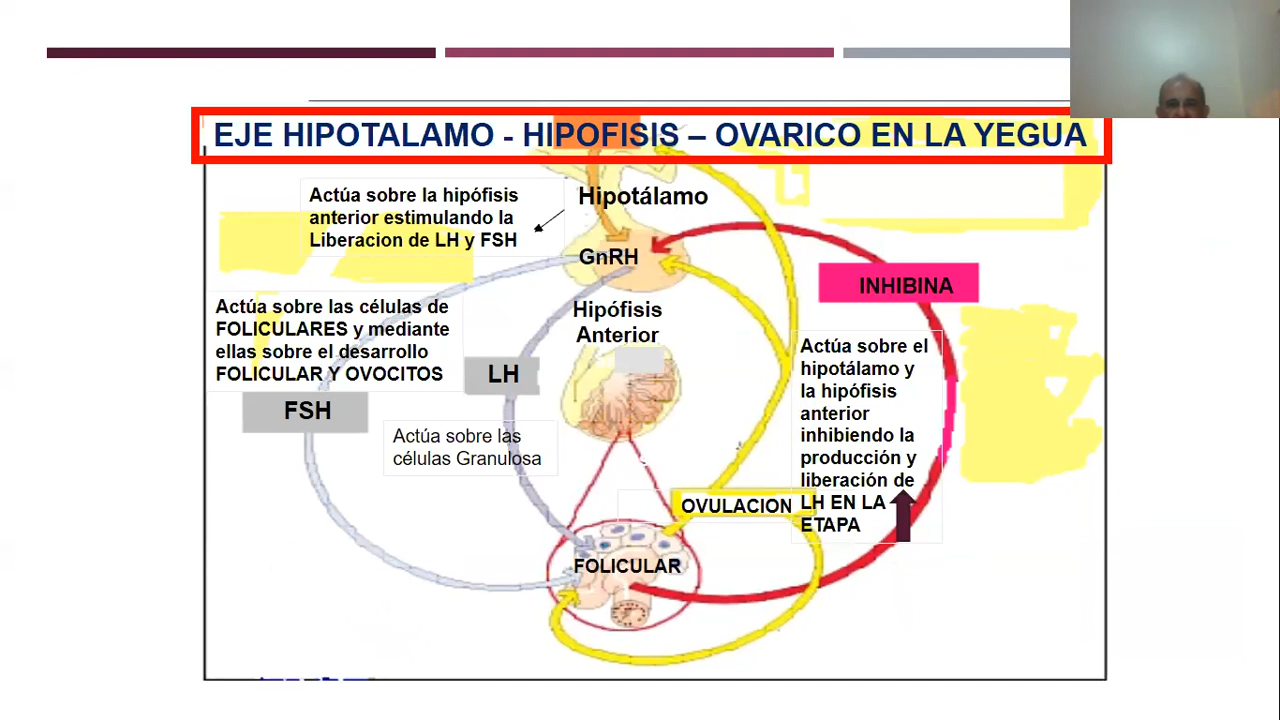 EJE HIPOTALAMO - HIPOFISIS – OVARICO EN LA YEGUA
Actúa sobre la hipófisis
anterior estimulando la
Liberacion de LH y FSH
Hipotálamo
GnRH
INHIBINA
Actúa sobre las células de
FOLICULARES y mediante
ellas sobre el desarrollo
FOLICULAR Y OVOCITOS
Hipófisis
Anterior
LH
FSH
Actúa sobre las
células Granulosa
Actúa sobre el
hipotálamo y
la hipófisis
anterior
inhibiendo la
producción y
liberación de
LH EN LA
ETAPA
OVULACION
FOLICULAR